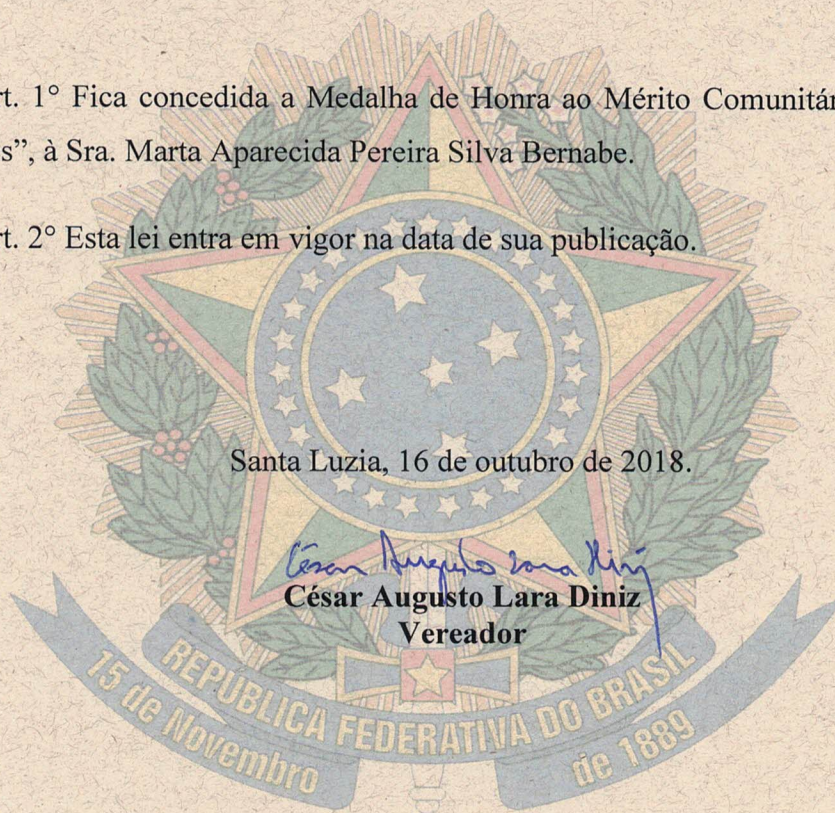 rt. 1° Fica concedida a Medalha de Honra ao Mérito Comunitár
s”, à Sra. Marta Aparecida Pereira Silva Bernabe.
rt. 2° Esta lei entra em vigor na data de sua publicação.
Santa Luzia, 16 de outubro de 2018.
César Augusto Lara Diniz
César Augusto Lara Diniz
Vereador
REPÚBLICA FEDERATIVA DO BRASIL
15 de Novembro de 1889